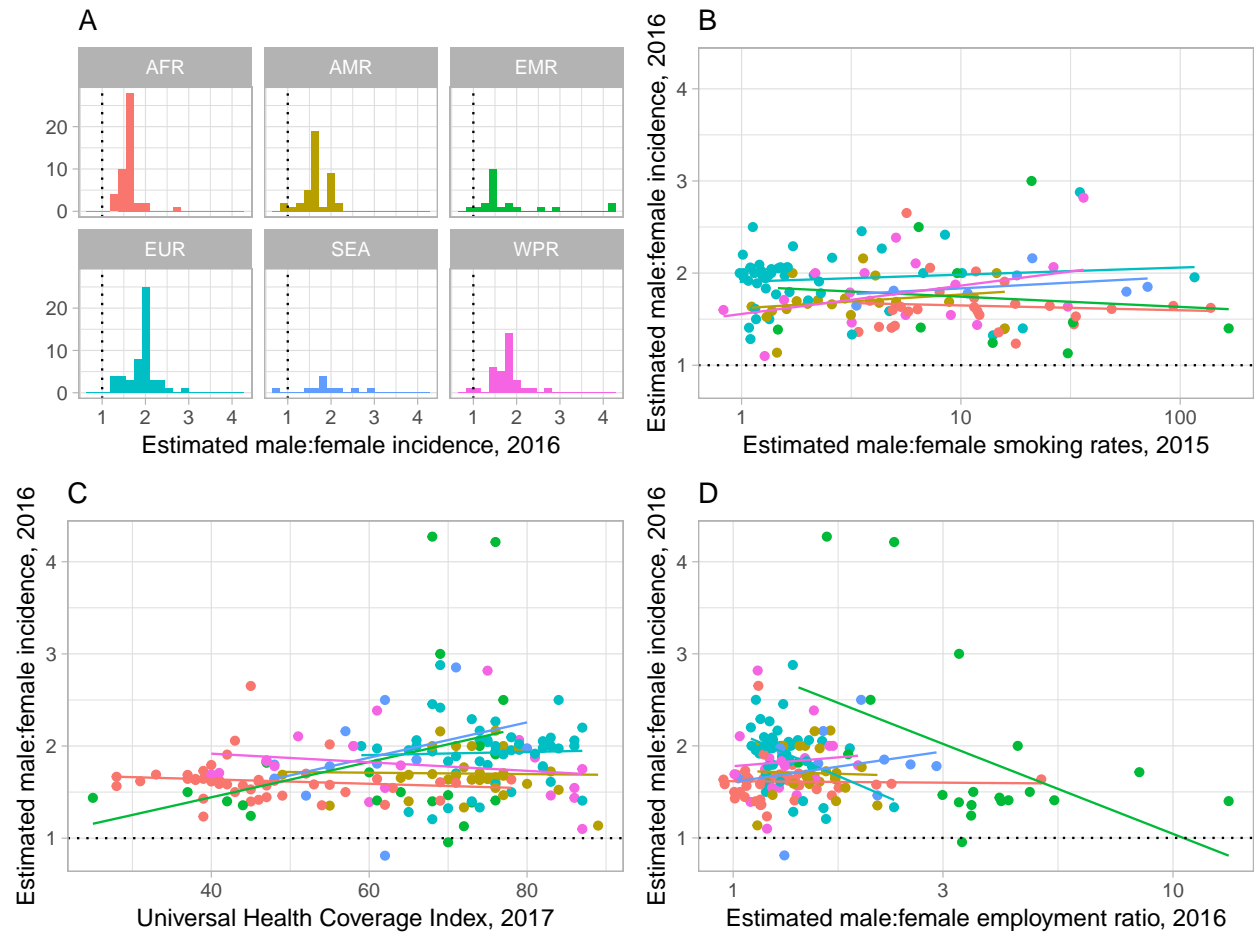 A
AFR
AMR
EMR
20
10
0
EUR
SEA
WPR
20
10
0
1 2 3 4 1 2 3 4 1 2 3 4
Estimated male:female incidence, 2016
B
Estimated male:female incidence, 2016
4
3
2
1
1 10 100
Estimated male:female smoking rates, 2015
C
Estimated male:female incidence, 2016
4
3
2
1
40 60 80
Universal Health Coverage Index, 2017
D
Estimated male:female incidence, 2016
4
3
2
1
1 3 10
Estimated male:female employment ratio, 2016